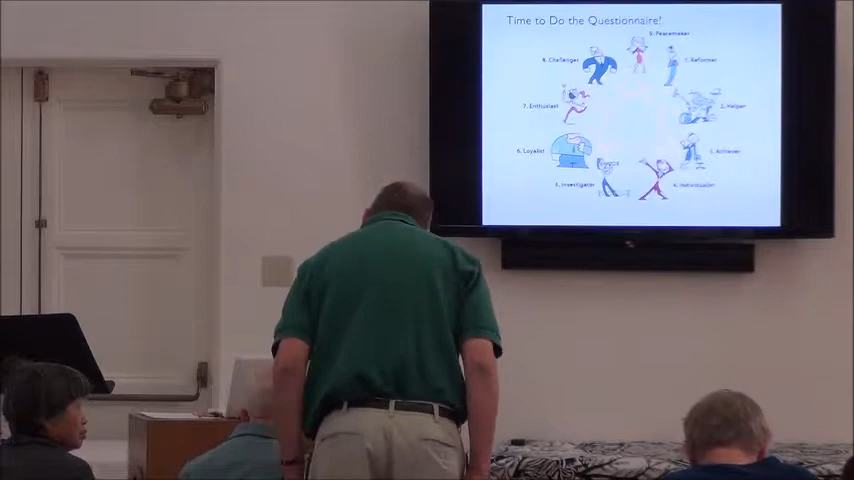 Time to Do the Questionnaire!
9. Peacemaker
8. Challenger
1. Reformer
7. Enthusiast
2. Helper
6. Loyalist
3. Achiever
5. Investigator
4. Individualist